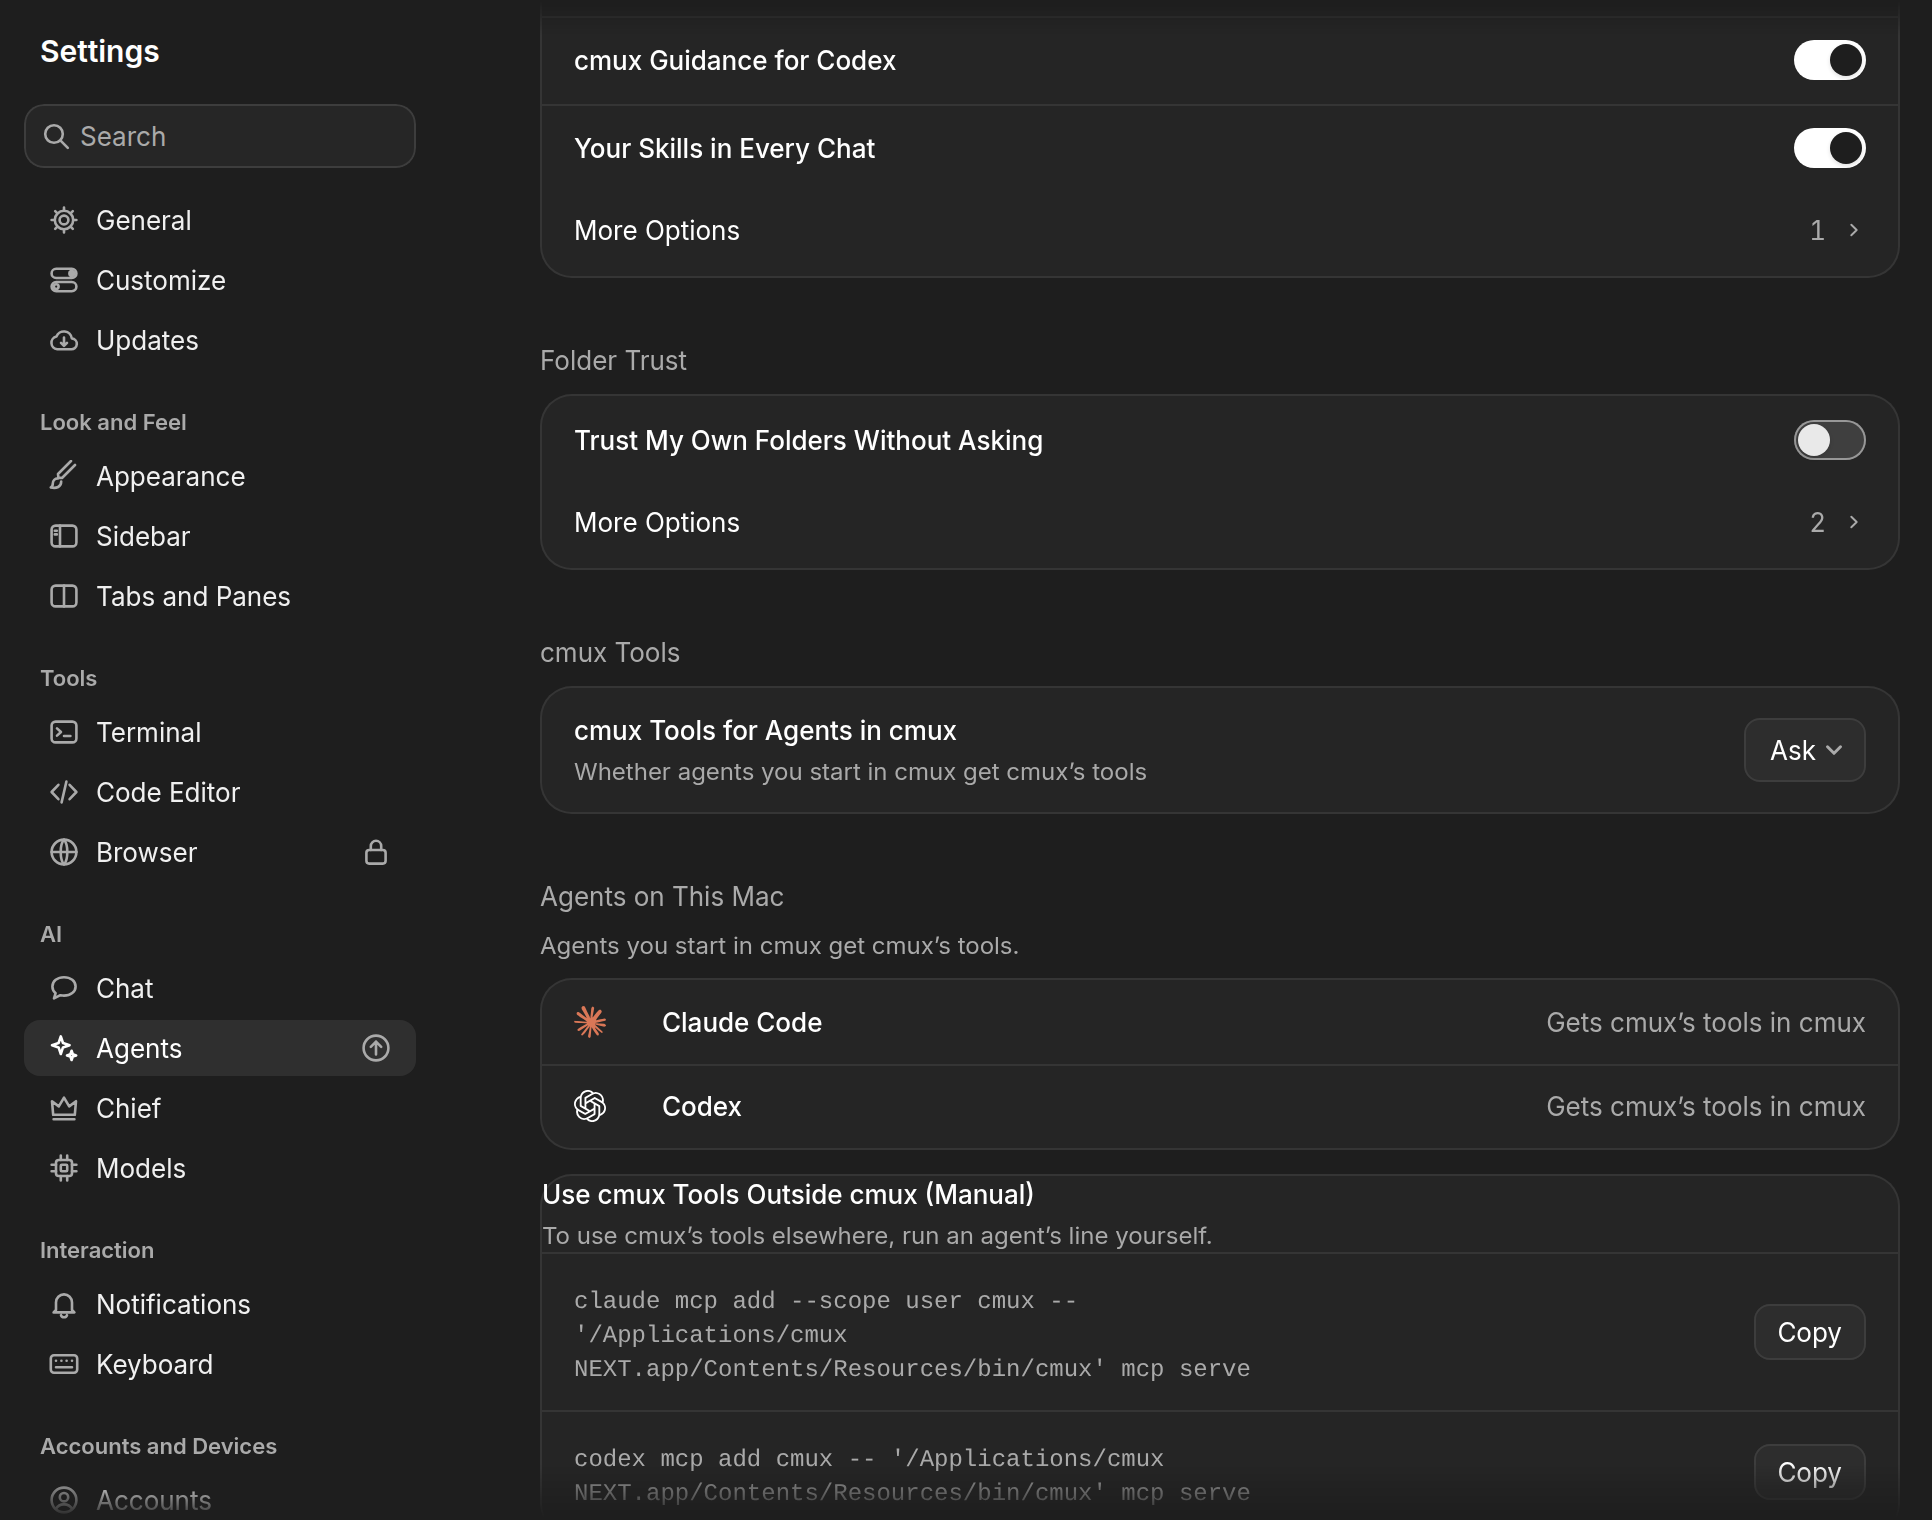 Settings
Search
General
Customize
Updates
Look and Feel
Appearance
Sidebar
Tabs and Panes
Tools
Terminal
Code Editor
Browser
AI
Chat
Agents
Chief
Models
Interaction
Notifications
Keyboard
Accounts and Devices
Accounts
cmux Guidance for Codex
Your Skills in Every Chat
More Options 1
Folder Trust
Trust My Own Folders Without Asking
More Options 2
cmux Tools
cmux Tools for Agents in cmux
Whether agents you start in cmux get cmux’s tools
Ask
Agents on This Mac
Agents you start in cmux get cmux’s tools.
Claude Code Gets cmux’s tools in cmux
Codex Gets cmux’s tools in cmux
Use cmux Tools Outside cmux (Manual)
To use cmux’s tools elsewhere, run an agent’s line yourself.
claude mcp add --scope user cmux --
'/Applications/cmux
NEXT.app/Contents/Resources/bin/cmux' mcp serve
Copy
codex mcp add cmux -- '/Applications/cmux
NEXT.app/Contents/Resources/bin/cmux' mcp serve
Copy